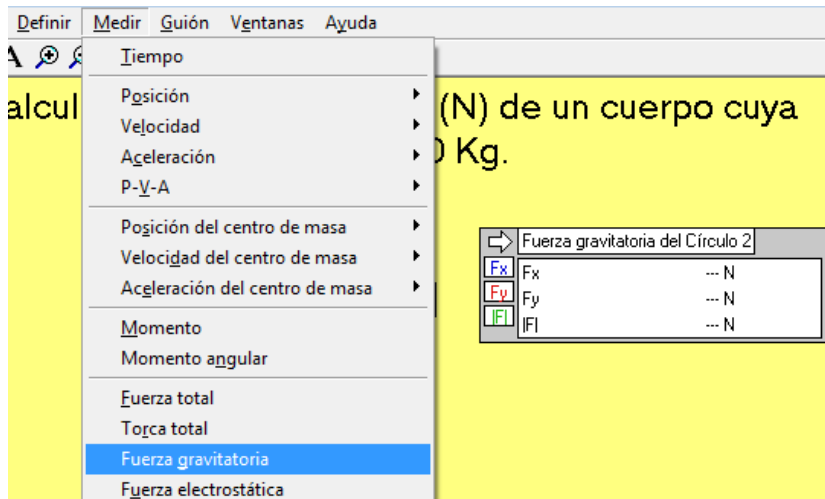 Definir Medir Guión Ventanas Ayuda
A
Tiempo
Posición
Velocidad
Aceleración
P-V-A
Posición del centro de masa
Velocidad del centro de masa
Aceleración del centro de masa
Momento
Momento angular
Fuerza total
Torca total
Fuerza gravitatoria
Fuerza electrostática
(N) de un cuerpo cuya
Kg.
Fuerza gravitatoria del Círculo 2
Fx Fx --- N
Fy Fy --- N
|F| |F| --- N